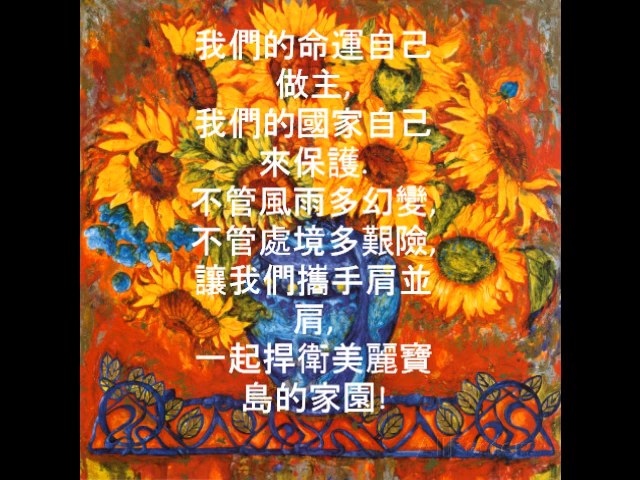 我們的命運自己
做主,
我們的國家自己
來保護.
不管風雨多幻變,
不管處境多艱險,
讓我們攜手肩並
肩,
一起捍衛美麗寶
島的家園!